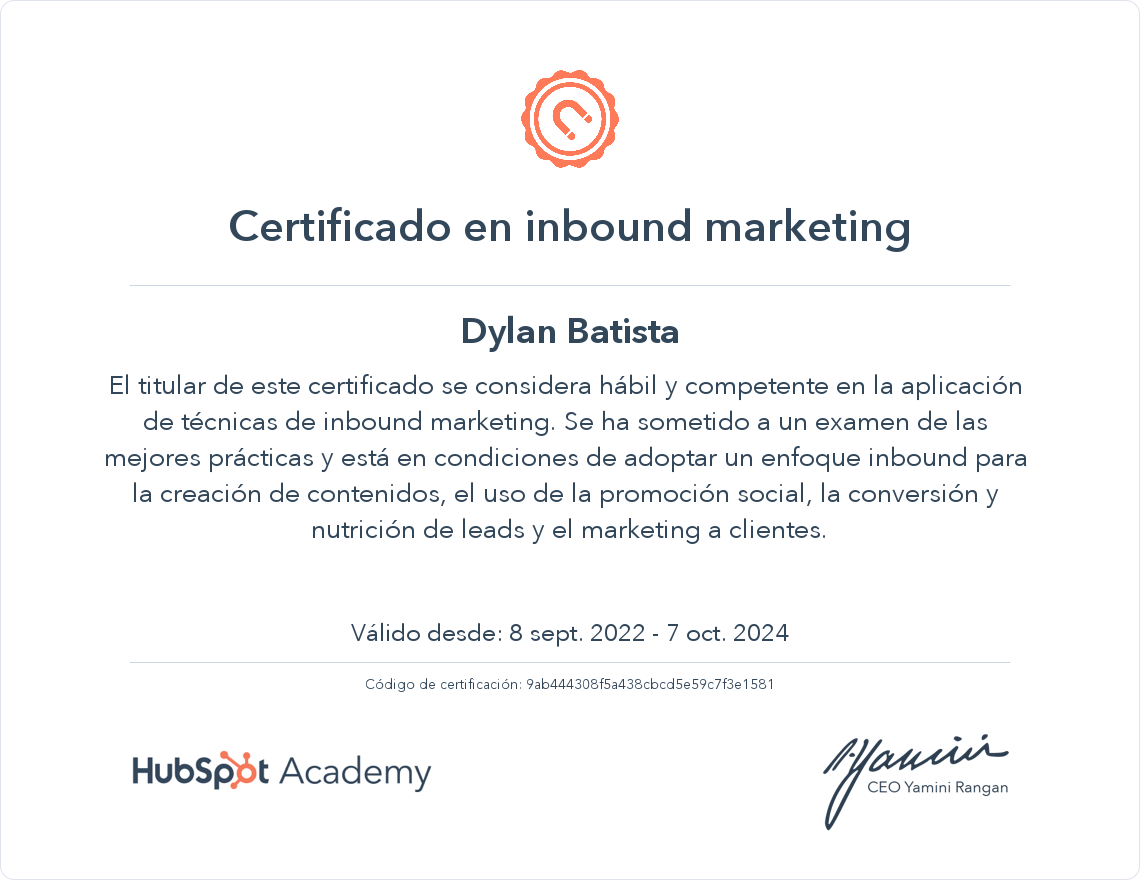 Certificado en inbound marketing
Dylan Batista
El titular de este certificado se considera hábil y competente en la aplicación
de técnicas de inbound marketing. Se ha sometido a un examen de las
mejores prácticas y está en condiciones de adoptar un enfoque inbound para
la creación de contenidos, el uso de la promoción social, la conversión y
nutrición de leads y el marketing a clientes.
Válido desde: 8 sept. 2022 - 7 oct. 2024
Código de certificación: 9ab444308f5a438cbcd5e59c7f3e1581
HubSpot Academy
Yamini
CEO Yamini Rangan